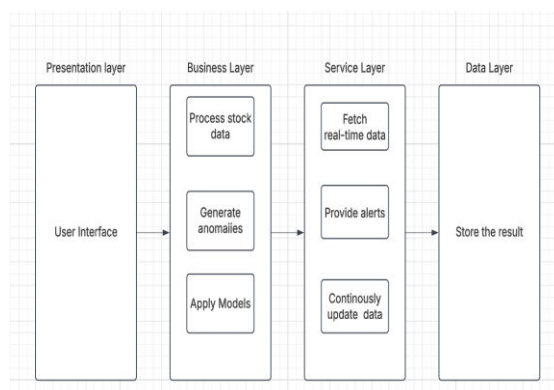 Presentation layer
Business Layer
Service Layer
Data Layer
User Interface
Process stock
data
Generate
anomaiies
Apply Models
Fetch
real-time data
Provide alerts
Continously
update data
Store the result